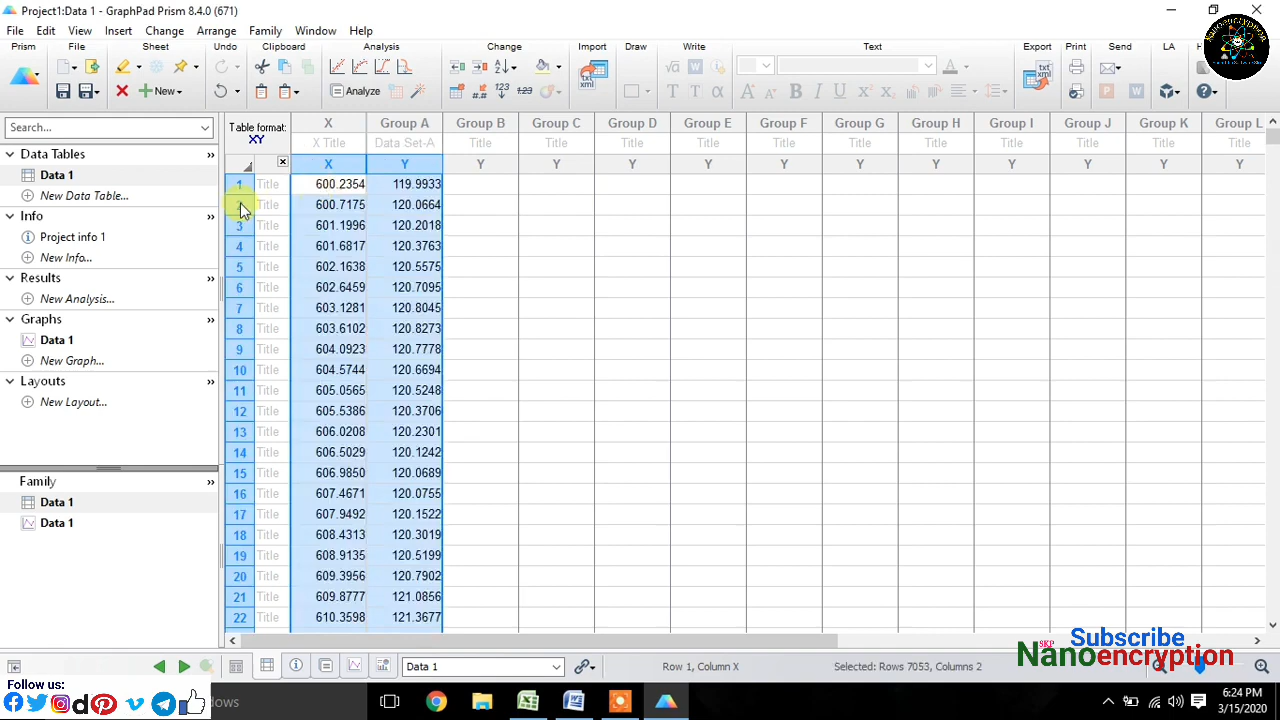 Project1:Data 1 - GraphPad Prism 8.4.0 (671)
File Edit View Insert Change Arrange Family Window Help
Prism File Sheet Undo Clipboard Analysis Change Import Draw Write Text Export Print Send LA
New
Analyze
Search...
Data Tables
Data 1
New Data Table...
Info
Project info 1
New Info...
Results
New Analysis...
Graphs
Data 1
New Graph...
Layouts
New Layout...
Family
Data 1
Data 1
Table format:
XY
X Group A Group B Group C Group D Group E Group F Group G Group H Group I Group J Group K Group L
X Title Data Set-A Title Title Title Title Title Title Title Title Title Title Title
X Y Y Y Y Y Y Y Y Y Y Y Y
1 Title 600.2354 119.9933
2 Title 600.7175 120.0664
3 Title 601.1996 120.2018
4 Title 601.6817 120.3763
5 Title 602.1638 120.5575
6 Title 602.6459 120.7095
7 Title 603.1281 120.8045
8 Title 603.6102 120.8273
9 Title 604.0923 120.7778
10 Title 604.5744 120.6694
11 Title 605.0565 120.5248
12 Title 605.5386 120.3706
13 Title 606.0208 120.2301
14 Title 606.5029 120.1242
15 Title 606.9850 120.0689
16 Title 607.4671 120.0755
17 Title 607.9492 120.1522
18 Title 608.4313 120.3019
19 Title 608.9135 120.5199
20 Title 609.3956 120.7902
21 Title 609.8777 121.0856
22 Title 610.3598 121.3677
Data 1
Row 1, Column X
Selected: Rows 7053, Columns 2
Subscribe
SKP
Nanoencryption
Follow us:
dows
6:24 PM
3/15/2020